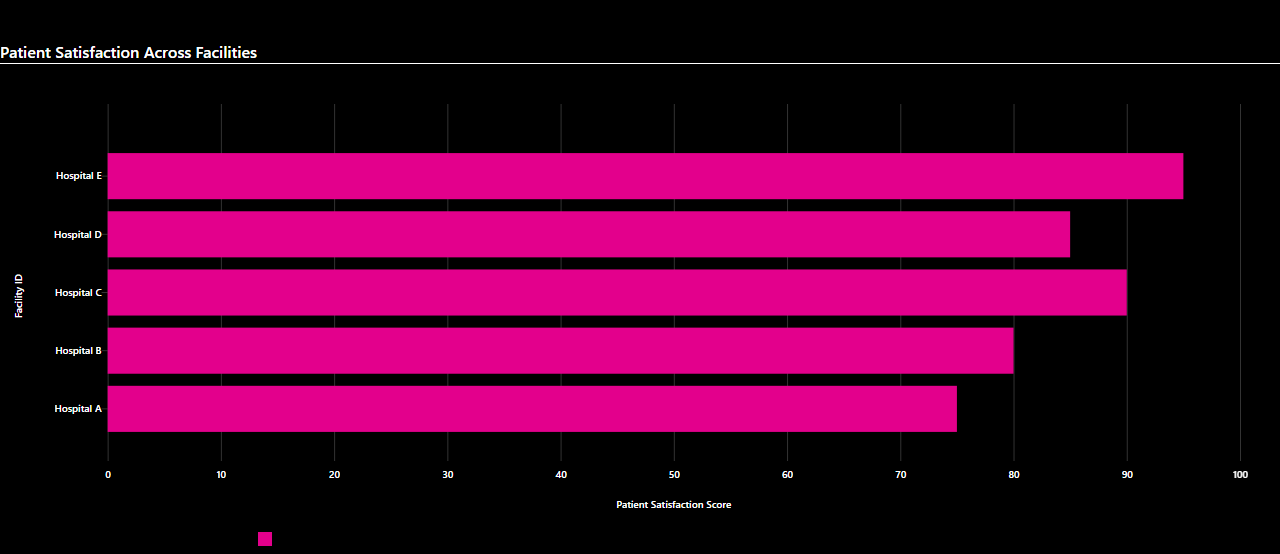 Patient Satisfaction Across Facilities
Hospital E
Hospital D
Hospital C
Hospital B
Hospital A
Facility ID
0 10 20 30 40 50 60 70 80 90 100
Patient Satisfaction Score